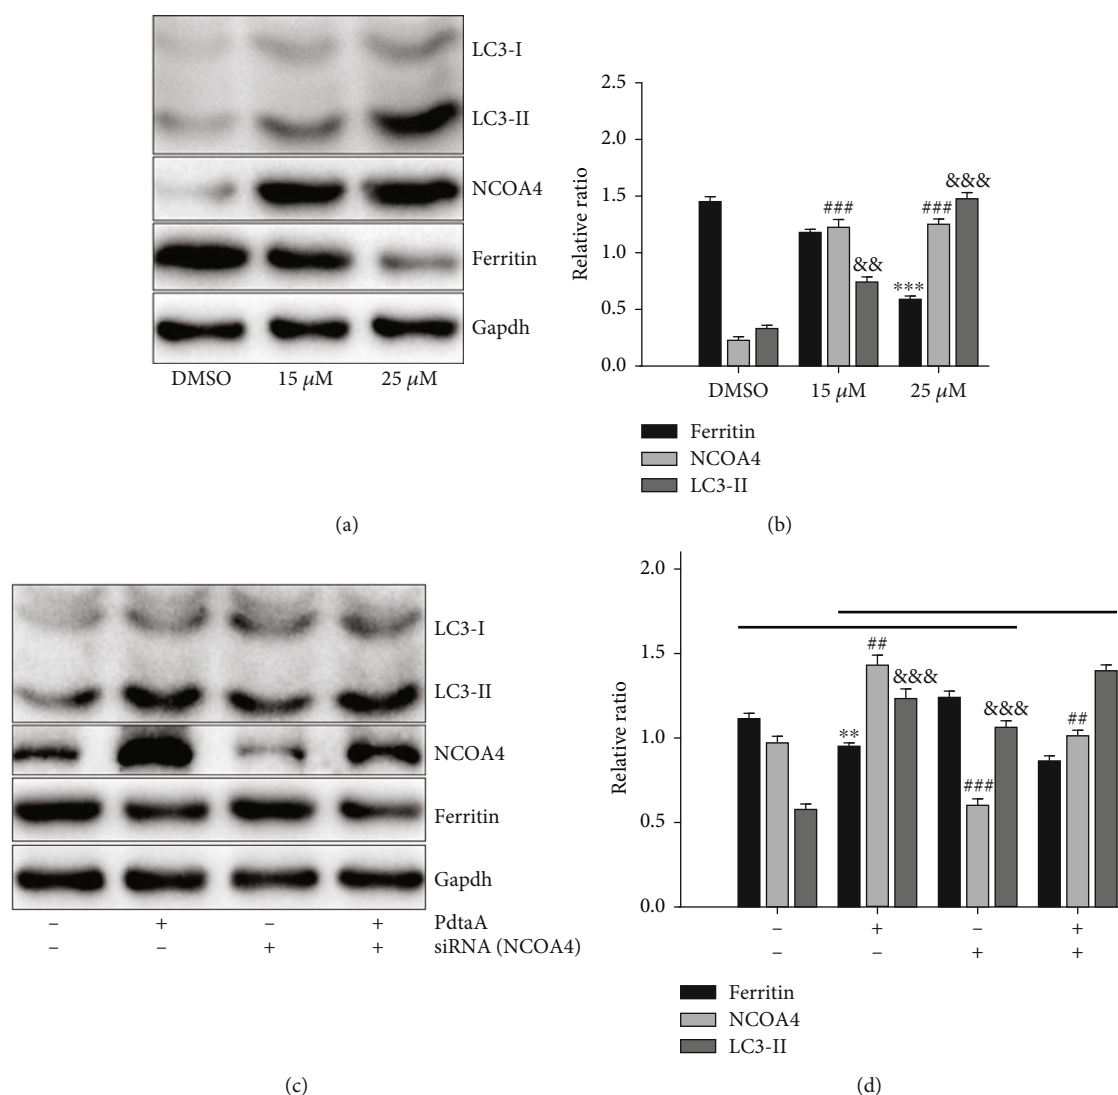 LC3-I
LC3-II
NCOA4
Ferritin
Gapdh
DMSO 15 μM 25 μM
(a)
2.5
2.0
1.5
1.0
0.5
0.0
Relative ratio
###
&&
***
###
&&&
DMSO 15 μM 25 μM
Ferritin
NCOA4
LC3-II
(b)
LC3-I
LC3-II
NCOA4
Ferritin
Gapdh
– + – + PdtaA
– – + + siRNA (NCOA4)
(c)
2.0
1.5
1.0
0.5
0.0
Relative ratio
**
##
&&&
###
&&&
##
– + – +
– – + +
Ferritin
NCOA4
LC3-II
(d)